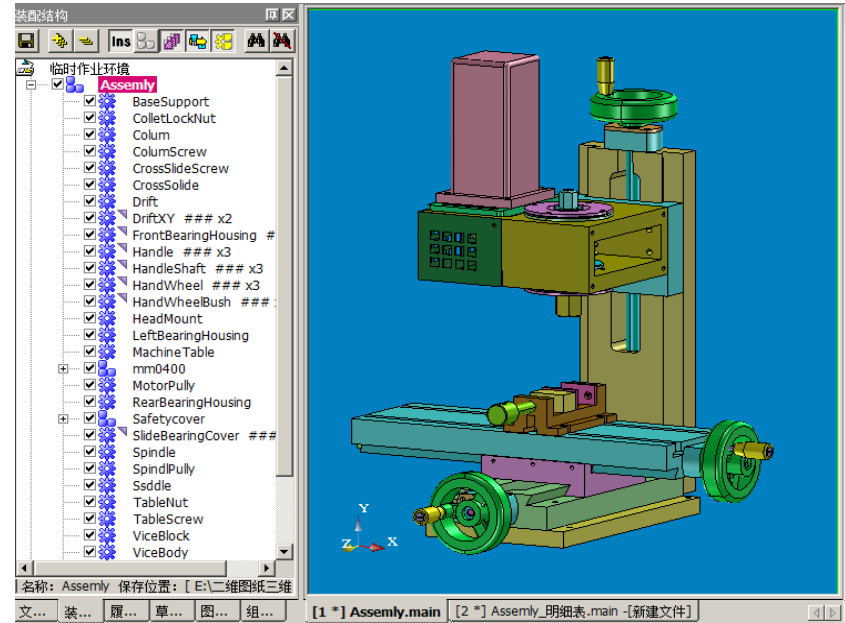 装配结构
Ins
临时作业环境
Assemly
BaseSupport
ColletLockNut
Colum
ColumScrew
CrossSlideScrew
CrossSolide
Drift
DriftXY ### x2
FrontBearingHousing #
Handle ### x3
HandleShaft ### x3
HandWheel ### x3
HandWheelBush ### :
HeadMount
LeftBearingHousing
MachineTable
mm0400
MotorPully
RearBearingHousing
Safetycover
SlideBearingCover ###
Spindle
SpindlPully
Ssddle
TableNut
TableScrew
ViceBlock
ViceBody
名称: Assemly 保存位置: [ E:\二维图纸三维
文... 装... 履... 草... 图... 组...
Y
Z X
[1 *] Assemly.main [2 *] Assemly_明细表.main -[新建文件]